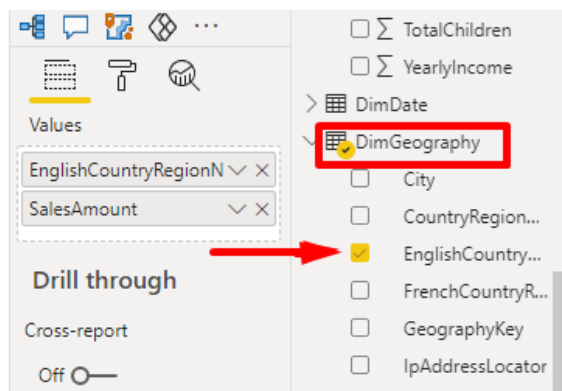 Values
EnglishCountryRegionN
SalesAmount
Drill through
Cross-report
Off
∑ TotalChildren
∑ YearlyIncome
DimDate
DimGeography
City
CountryRegion...
EnglishCountry...
FrenchCountryR...
GeographyKey
IpAddressLocator